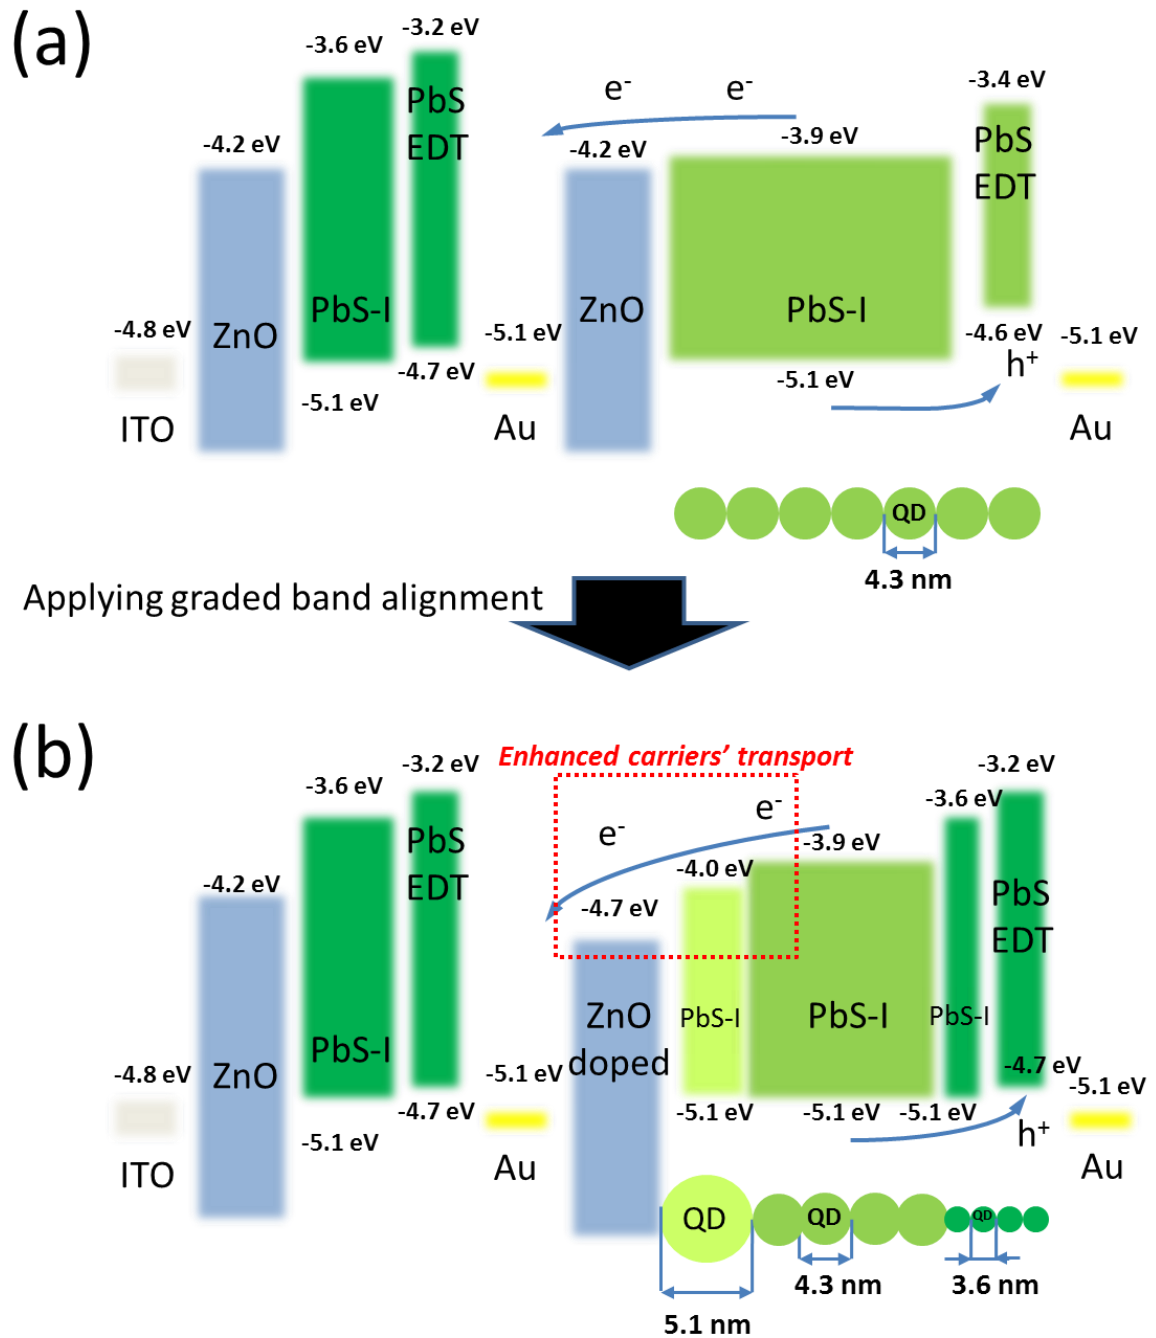 (a)
-3.2 eV
-3.6 eV
-3.4 eV
e-
e-
PbS
EDT
-4.2 eV
-4.2 eV
-3.9 eV
PbS
EDT
PbS-I
ZnO
ZnO
PbS-I
-4.8 eV
-5.1 eV
-4.6 eV
-5.1 eV
-4.7 eV
-5.1 eV
h+
-5.1 eV
ITO
Au
Au
QD
4.3 nm
Applying graded band alignment
(b)
Enhanced carriers' transport
-3.2 eV
-3.2 eV
-3.6 eV
-3.6 eV
e-
e-
PbS
EDT
-3.9 eV
-4.0 eV
-4.2 eV
-4.7 eV
PbS
EDT
ZnO
doped
PbS-I
PbS-I
PbS-I
PbS-I
ZnO
-4.8 eV
-5.1 eV
-4.7 eV
-5.1 eV
-4.7 eV
-5.1 eV
-5.1 eV
-5.1 eV
-5.1 eV
h+
ITO
Au
Au
QD
QD
QD
4.3 nm
3.6 nm
5.1 nm